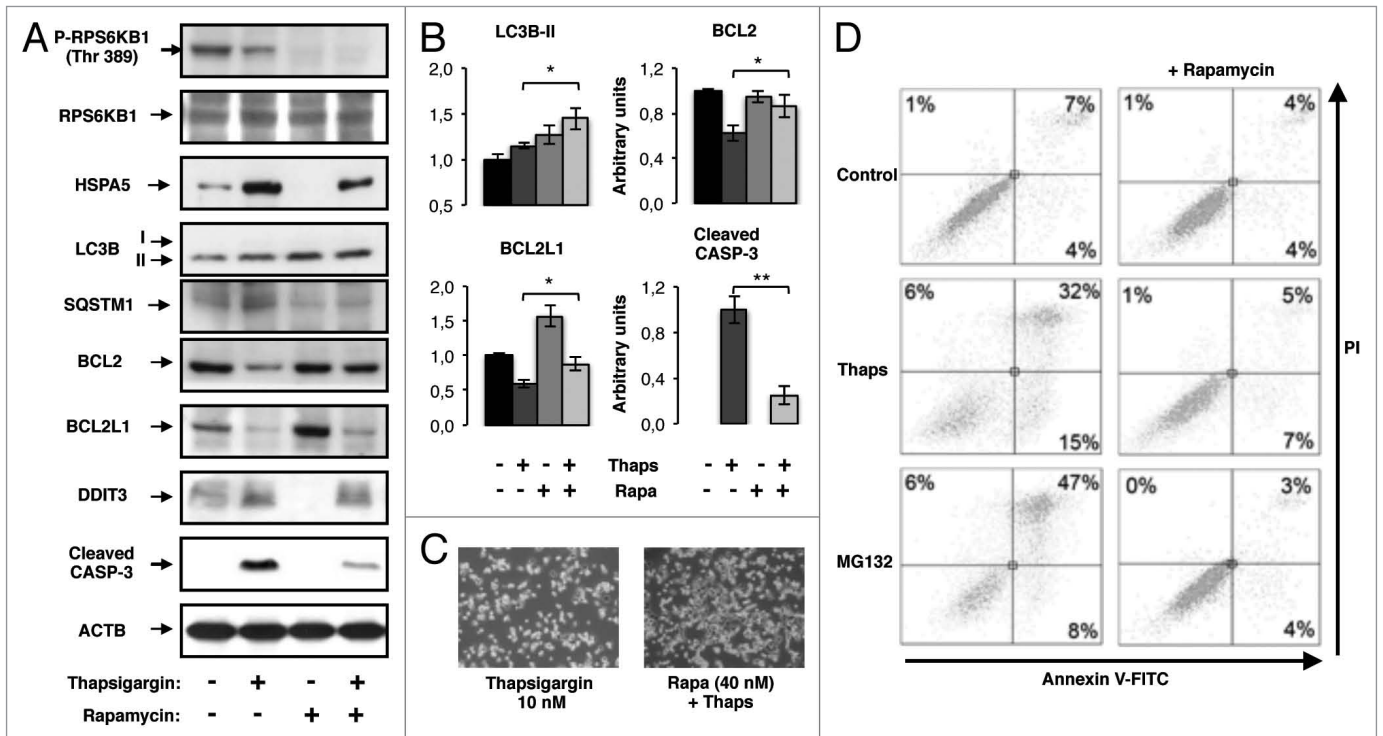 A
P-RPS6KB1
(Thr 389)
RPS6KB1
HSPA5
LC3B
I
II
SQSTM1
BCL2
BCL2L1
DDIT3
Cleaved
CASP-3
ACTB
Thapsigargin: - + - +
Rapamycin: - - + +
B
LC3B-II
2,0
1,5
1,0
0,5
*
BCL2
Arbitrary units
1,2
0,8
0,4
0,0
*
BCL2L1
2,0
1,5
1,0
0,5
0,0
*
Cleaved
CASP-3
Arbitrary units
1,2
0,8
0,4
0,0
**
- + - + Thaps - + - +
- - + + Rapa - - + +
C
Thapsigargin
10 nM
Rapa (40 nM)
+ Thaps
D
+ Rapamycin
Control
1% 7%
4%
1% 4%
4%
Thaps
6% 32%
15%
1% 5%
7%
MG132
6% 47%
8%
0% 3%
4%
PI
Annexin V-FITC